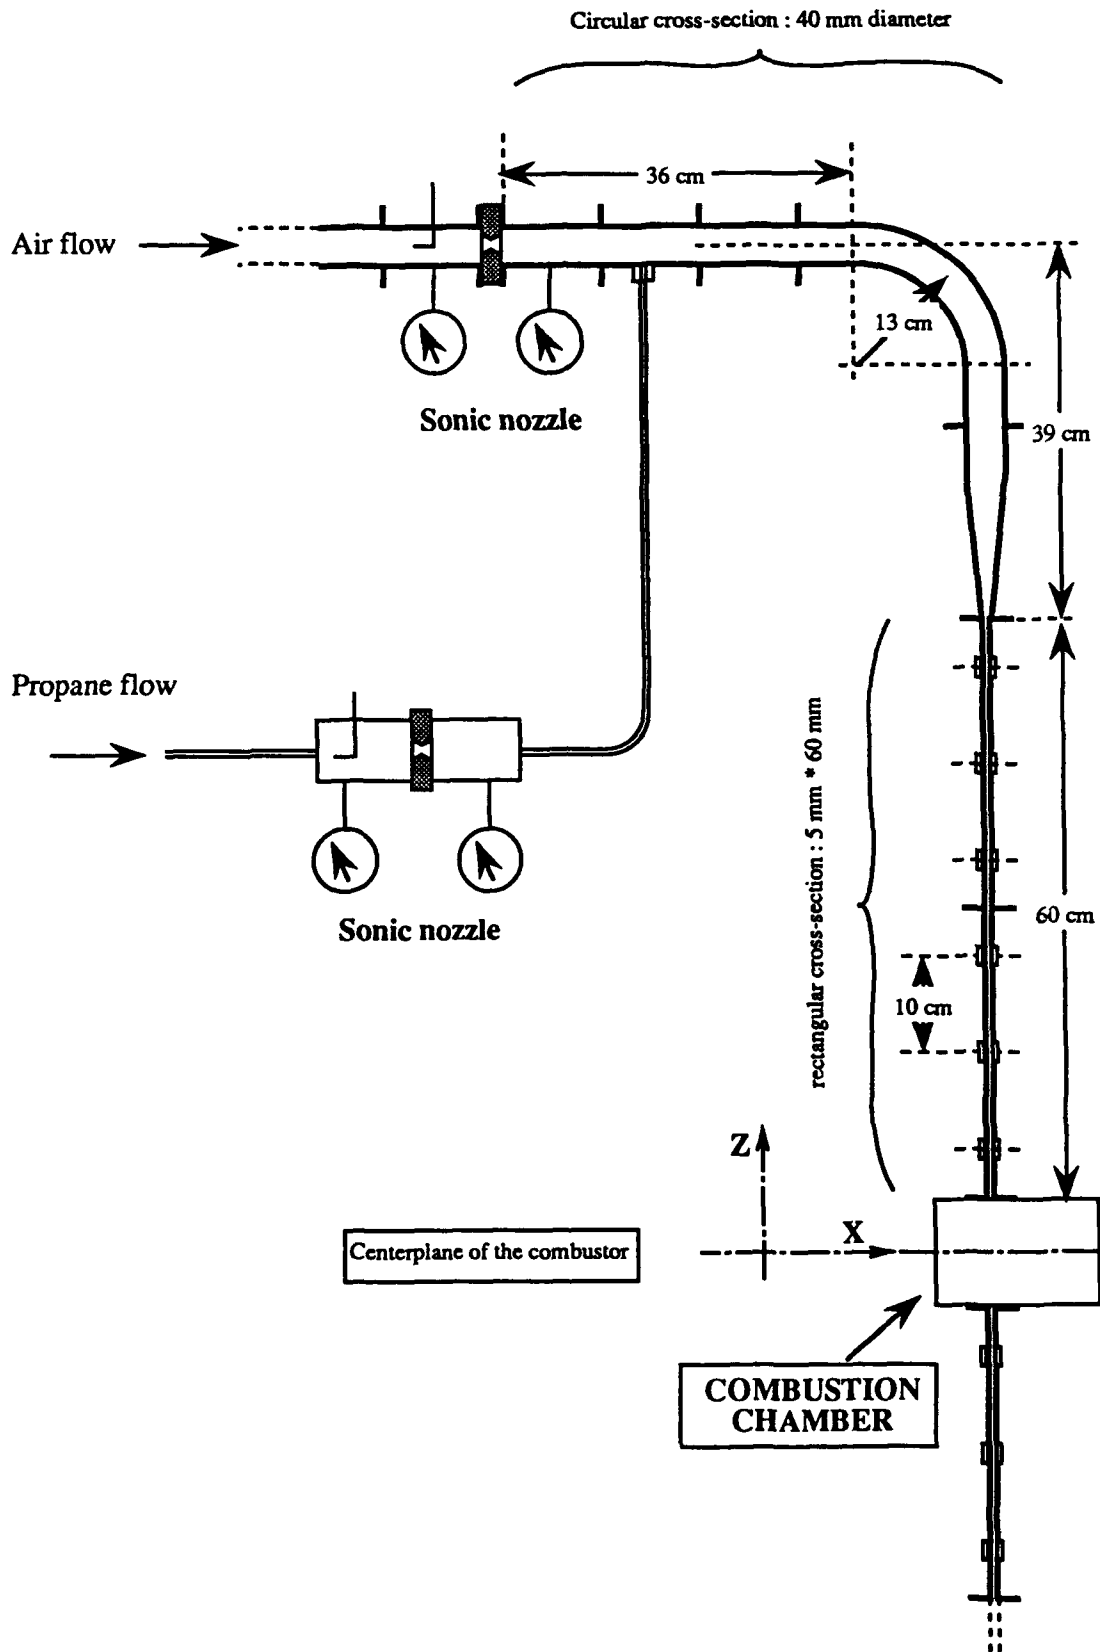 Circular cross-section : 40 mm diameter
36 cm
Air flow
13 cm
Sonic nozzle
39 cm
Propane flow
rectangular cross-section : 5 mm * 60 mm
Sonic nozzle
60 cm
10 cm
Z
X
Centerplane of the combustor
COMBUSTION
CHAMBER